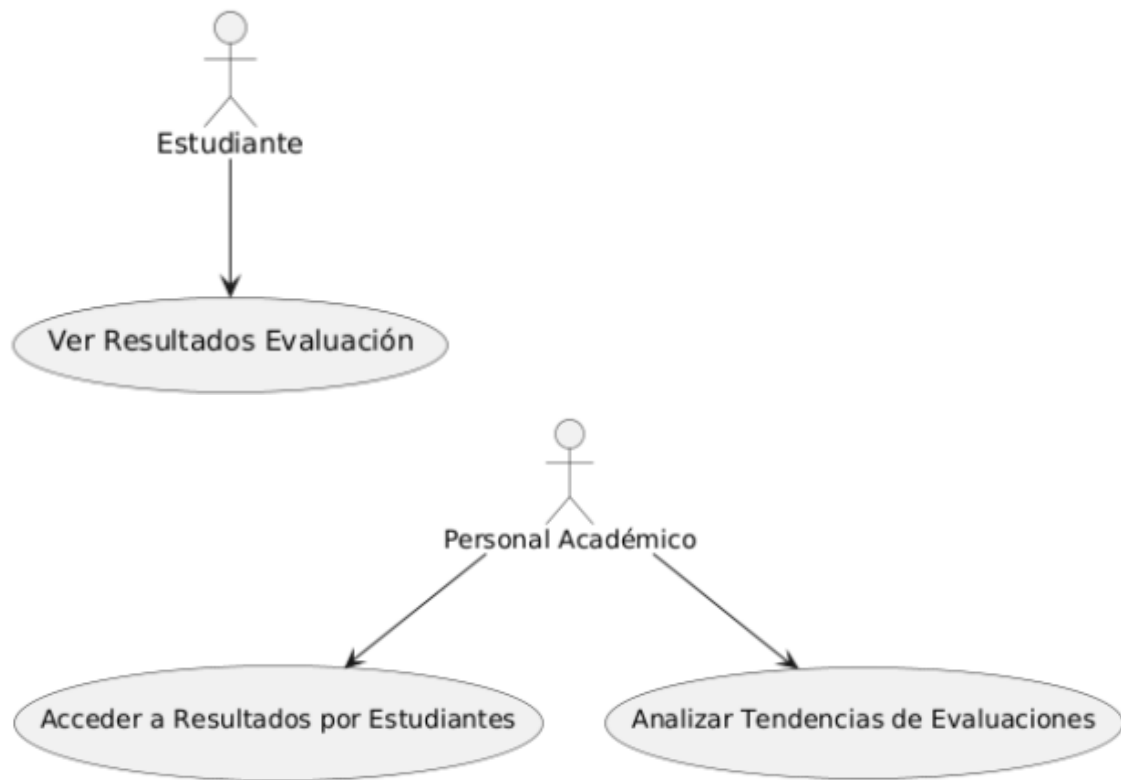 Estudiante
Ver Resultados Evaluación
Personal Académico
Acceder a Resultados por Estudiantes
Analizar Tendencias de Evaluaciones